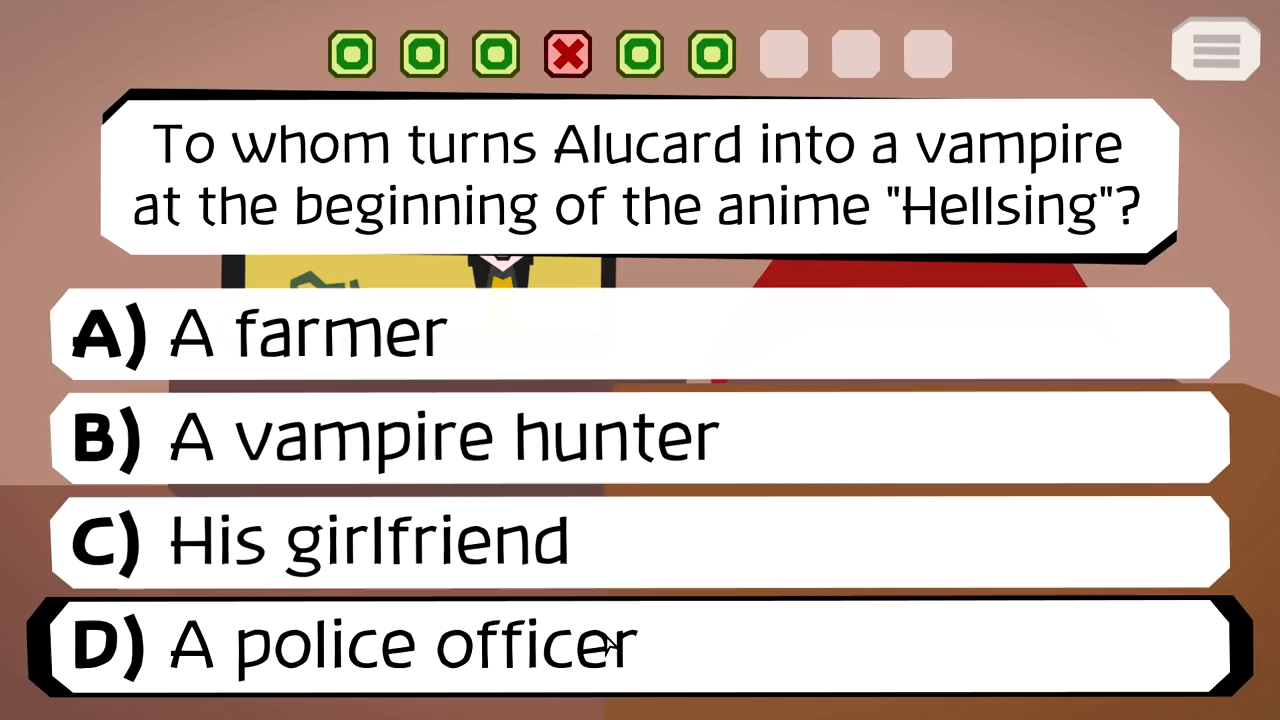 To whom turns Alucard into a vampire
at the beginning of the anime "Hellsing"?
A) A farmer
B) A vampire hunter
C) His girlfriend
D) A police officer